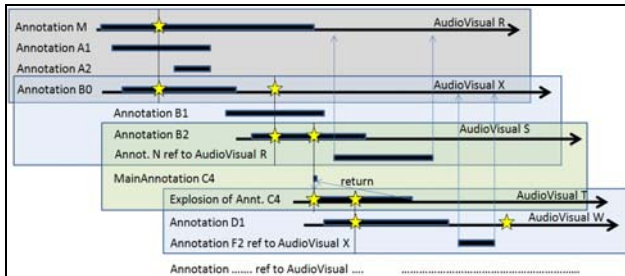 Annotation M
AudioVisual R
Annotation A1
Annotation A2
Annotation B0
AudioVisual X
Annotation B1
Annotation B2
AudioVisual S
Annot. N ref to AudioVisual R
MainAnnotation C4
return
Explosion of Annt. C4
AudioVisual T
Annotation D1
AudioVisual W
Annotation F2 ref to AudioVisual X
Annotation ....... ref to AudioVisual .... ......................................................